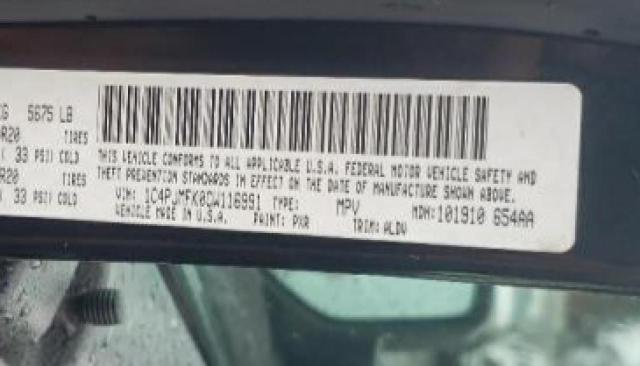 5675 LB
R20 TIRES
33 PSI) COLD
R20 TIRES
33 PSI) COLD
THIS VEHICLE CONFORMS TO ALL APPLICABLE U.S.A. FEDERAL MOTOR VEHICLE SAFETY AND
THEFT PREVENTION STANDARDS IN EFFECT ON THE DATE OF MANUFACTURE SHOWN ABOVE.
VIN: TYPE: MPV MDH:101910 654AA
VEHICLE MADE IN U.S.A. PAINT: PXR TRIM: ALDV